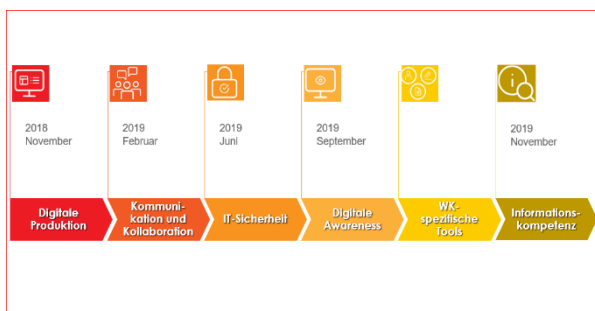 2018
November
2019
Februar
2019
Juni
2019
September
2019
November
Digitale
Produktion
Kommuni-
kation und
Kollaboration
IT-Sicherheit
Digitale
Awareness
WK-
spezifische
Tools
Informations-
kompetenz